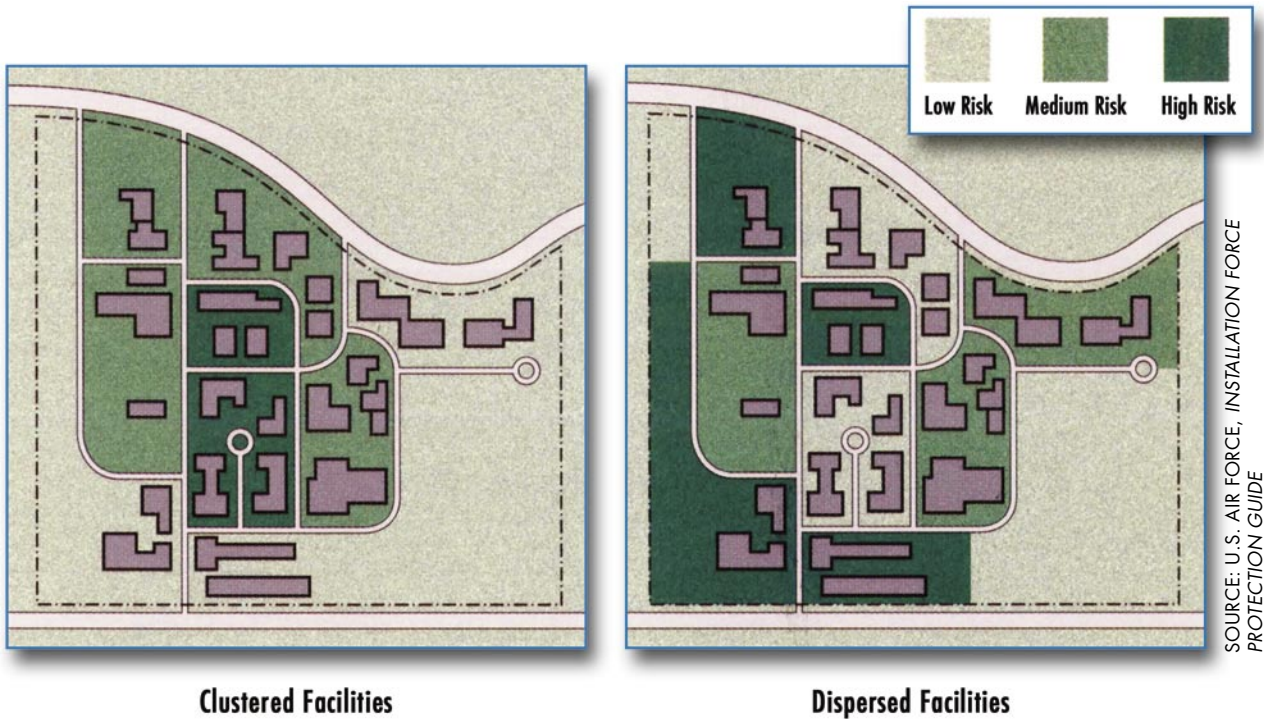 Low Risk
Medium Risk
High Risk
SOURCE: U.S. AIR FORCE, INSTALLATION FORCE
PROTECTION GUIDE
Clustered Facilities
Dispersed Facilities